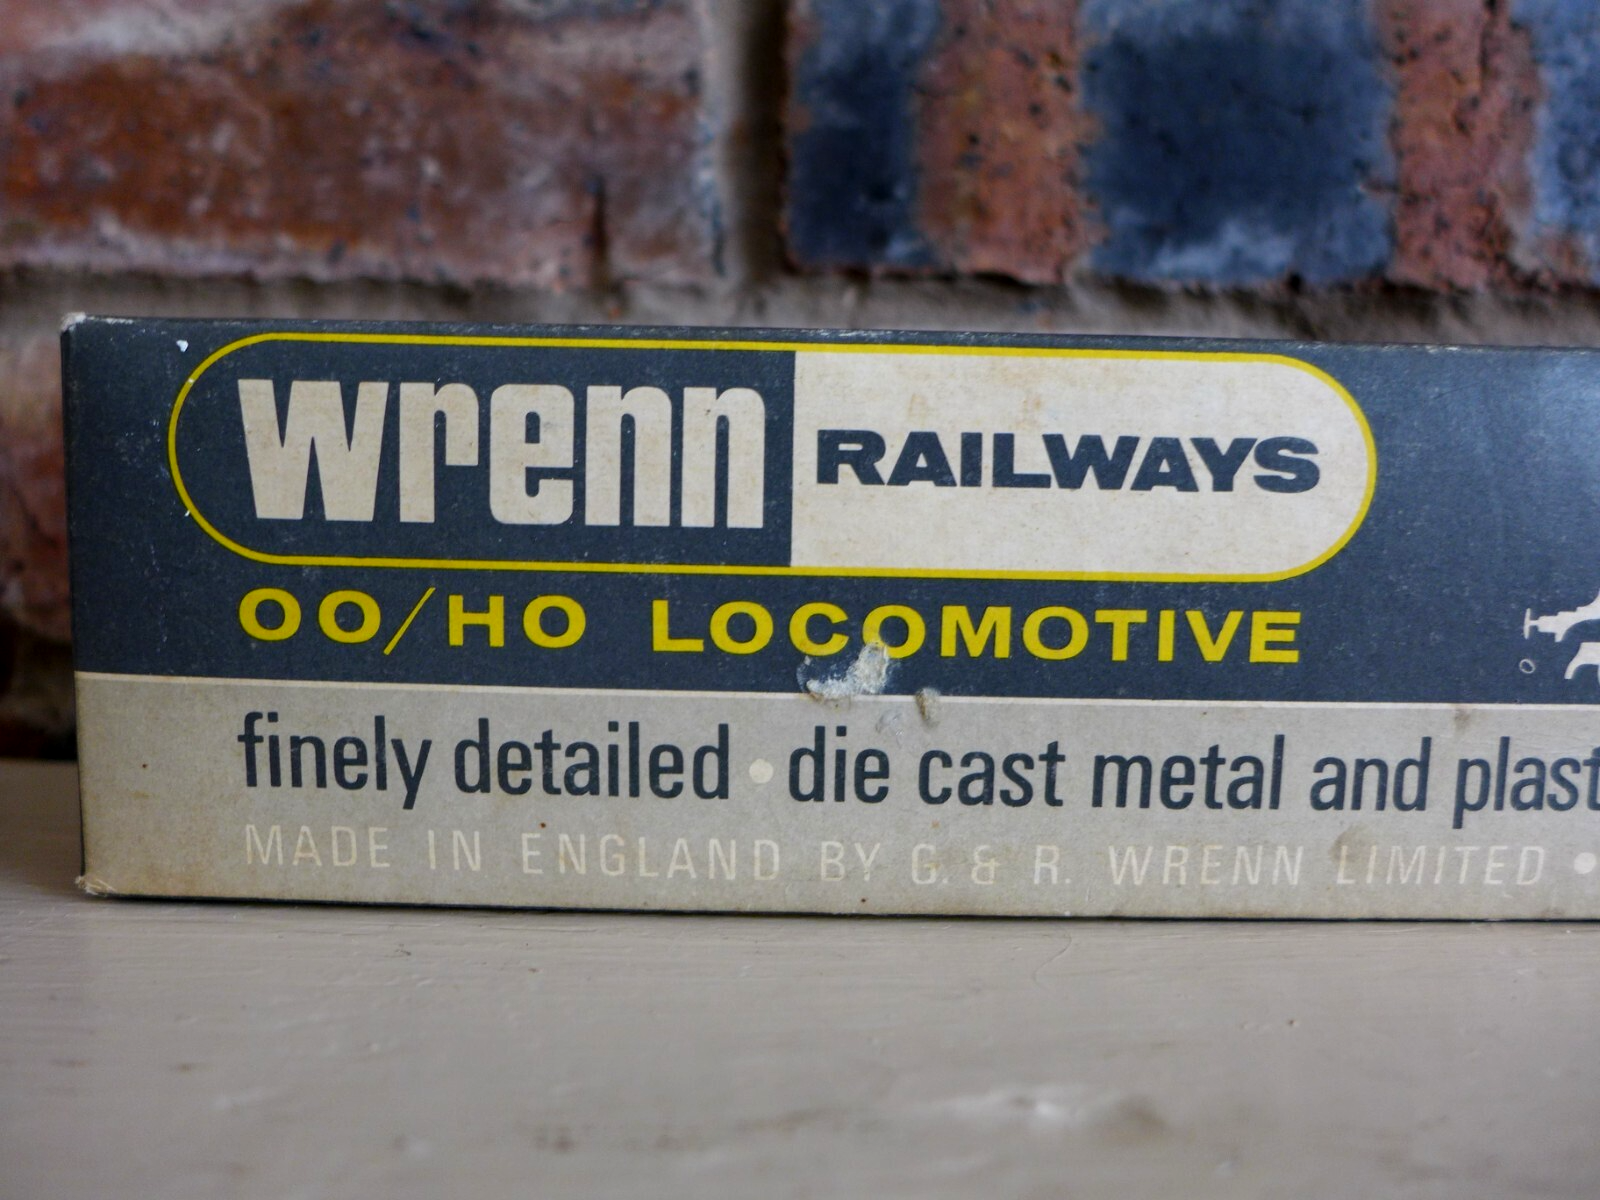 wrenn RAILWAYS
OO/HO LOCOMOTIVE
finely detailed • die cast metal and plast
MADE IN ENGLAND BY G. & R. WRENN LIMITED •